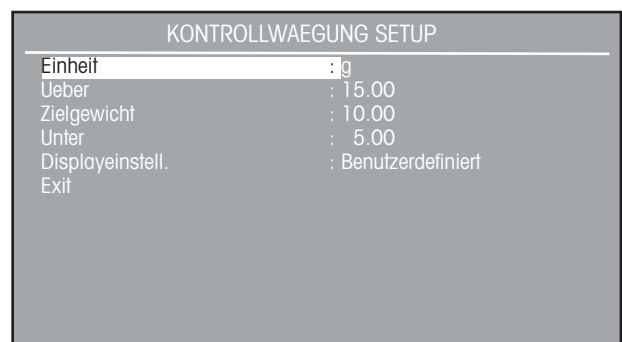 KONTROLLWAEGUNG SETUP
Einheit : g
Ueber : 15.00
Zielgewicht : 10.00
Unter : 5.00
Displayeinstell. : Benutzerdefiniert
Exit